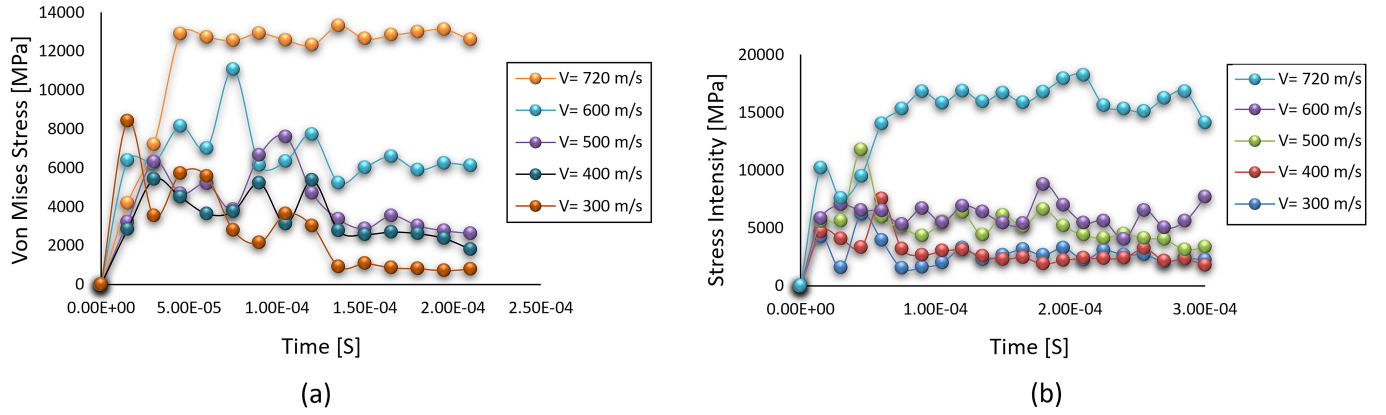 Von Mises Stress [MPa]
14000
12000
10000
8000
6000
4000
2000
0
0.00E+00 5.00E-05 1.00E-04 1.50E-04 2.00E-04 2.50E-04
Time [S]
V= 720 m/s
V= 600 m/s
V= 500 m/s
V= 400 m/s
V= 300 m/s
(a)
Stress Intensity [MPa]
20000
15000
10000
5000
0
0.00E+00 1.00E-04 2.00E-04 3.00E-04
Time [S]
V= 720 m/s
V= 600 m/s
V= 500 m/s
V= 400 m/s
V= 300 m/s
(b)